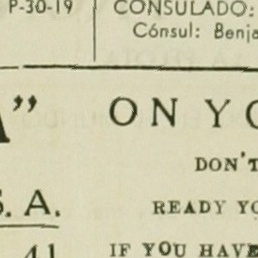 P-30-19
CONSULADO:
Cónsul: Benja
A”
ON YO
DON'T
S. A.
READY YO
41
IF YOU HAVE